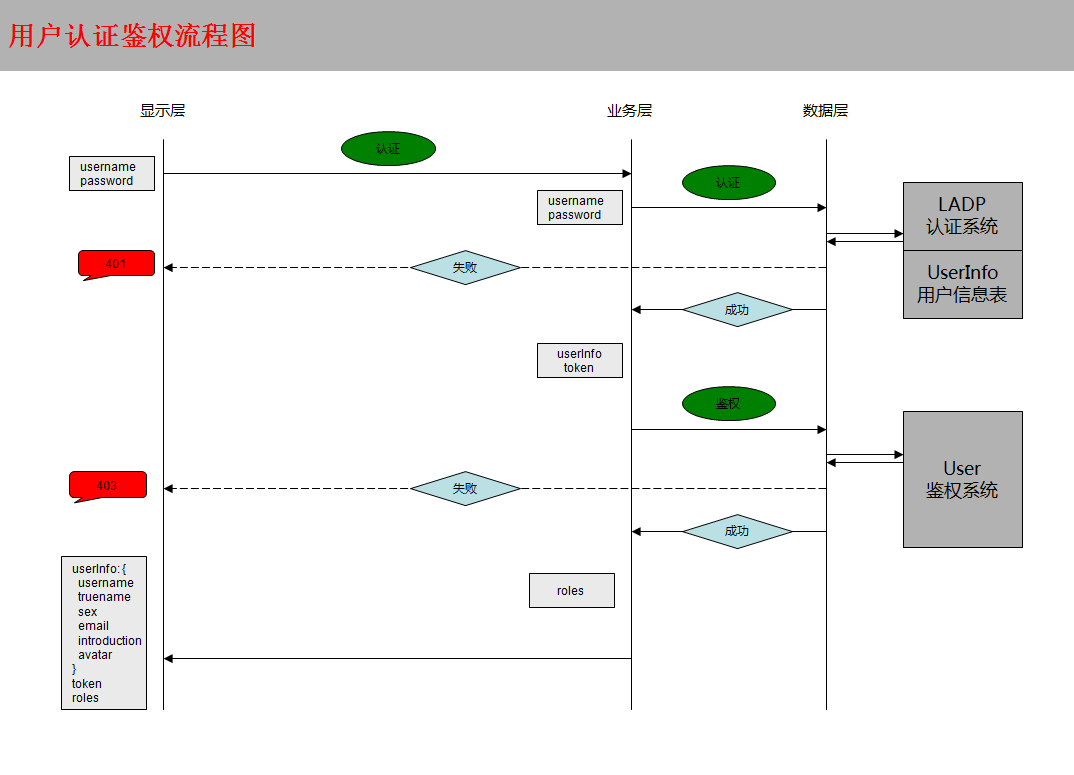 用户认证鉴权流程图
显示层
业务层
数据层
认证
username
password
认证
username
password
LADP
认证系统
401
失败
UserInfo
用户信息表
成功
userInfo
token
鉴权
User
鉴权系统
403
失败
成功
userInfo: {
username
truename
sex
email
introduction
avatar
}
token
roles
roles